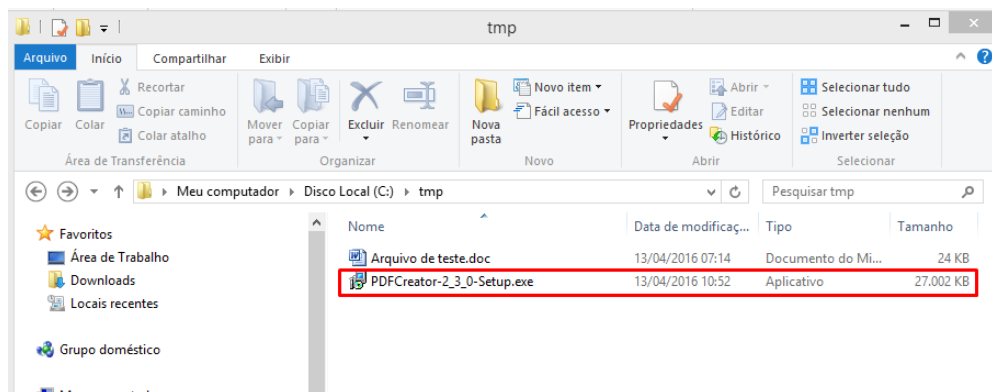 tmp
Arquivo Início Compartilhar Exibir
Copiar
Colar
Recortar
Copiar caminho
Colar atalho
Área de Transferência
Mover para
Copiar para
Excluir
Renomear
Organizar
Nova pasta
Novo item
Fácil acesso
Novo
Propriedades
Abrir
Editar
Histórico
Abrir
Selecionar tudo
Selecionar nenhum
Inverter seleção
Selecionar
Meu computador Disco Local (C:) tmp
Pesquisar tmp
Favoritos
Área de Trabalho
Downloads
Locais recentes
Grupo doméstico
Nome Data de modificaç... Tipo Tamanho
Arquivo de teste.doc 13/04/2016 07:14 Documento do Mi... 24 KB
PDFCreator-2_3_0-Setup.exe 13/04/2016 10:52 Aplicativo 27.002 KB